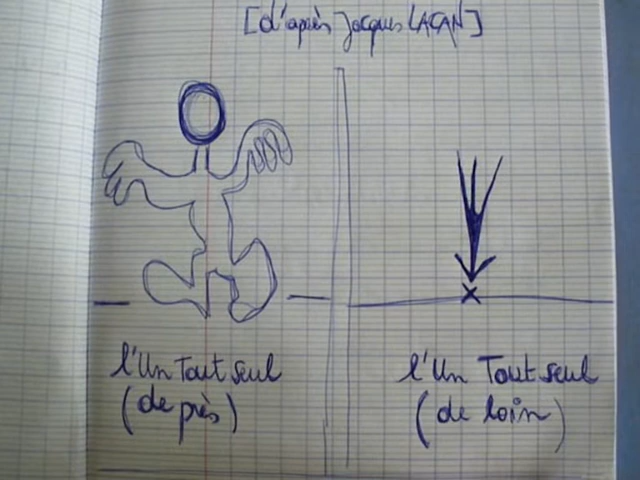 [d'après Jacques LACAN]
l'Un Tout seul
(de près)
l'Un Tout seul
(de loin)